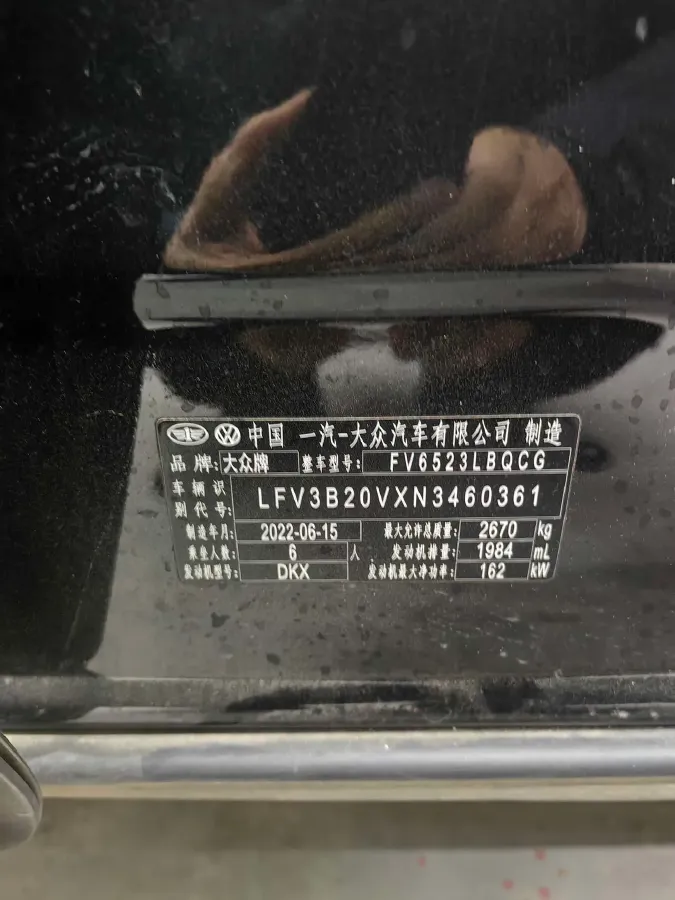 中国 一汽-大众汽车有限公司 制造
品牌: 大众牌 整车型号: FV6523LBQCG
车辆识别代号: LFV3B20VXN3460361
制造年月: 2022-06-15 最大允许总质量: 2670 kg
乘坐人数: 6 人 发动机排量: 1984 mL
发动机型号: DKX 发动机最大净功率: 162 kW